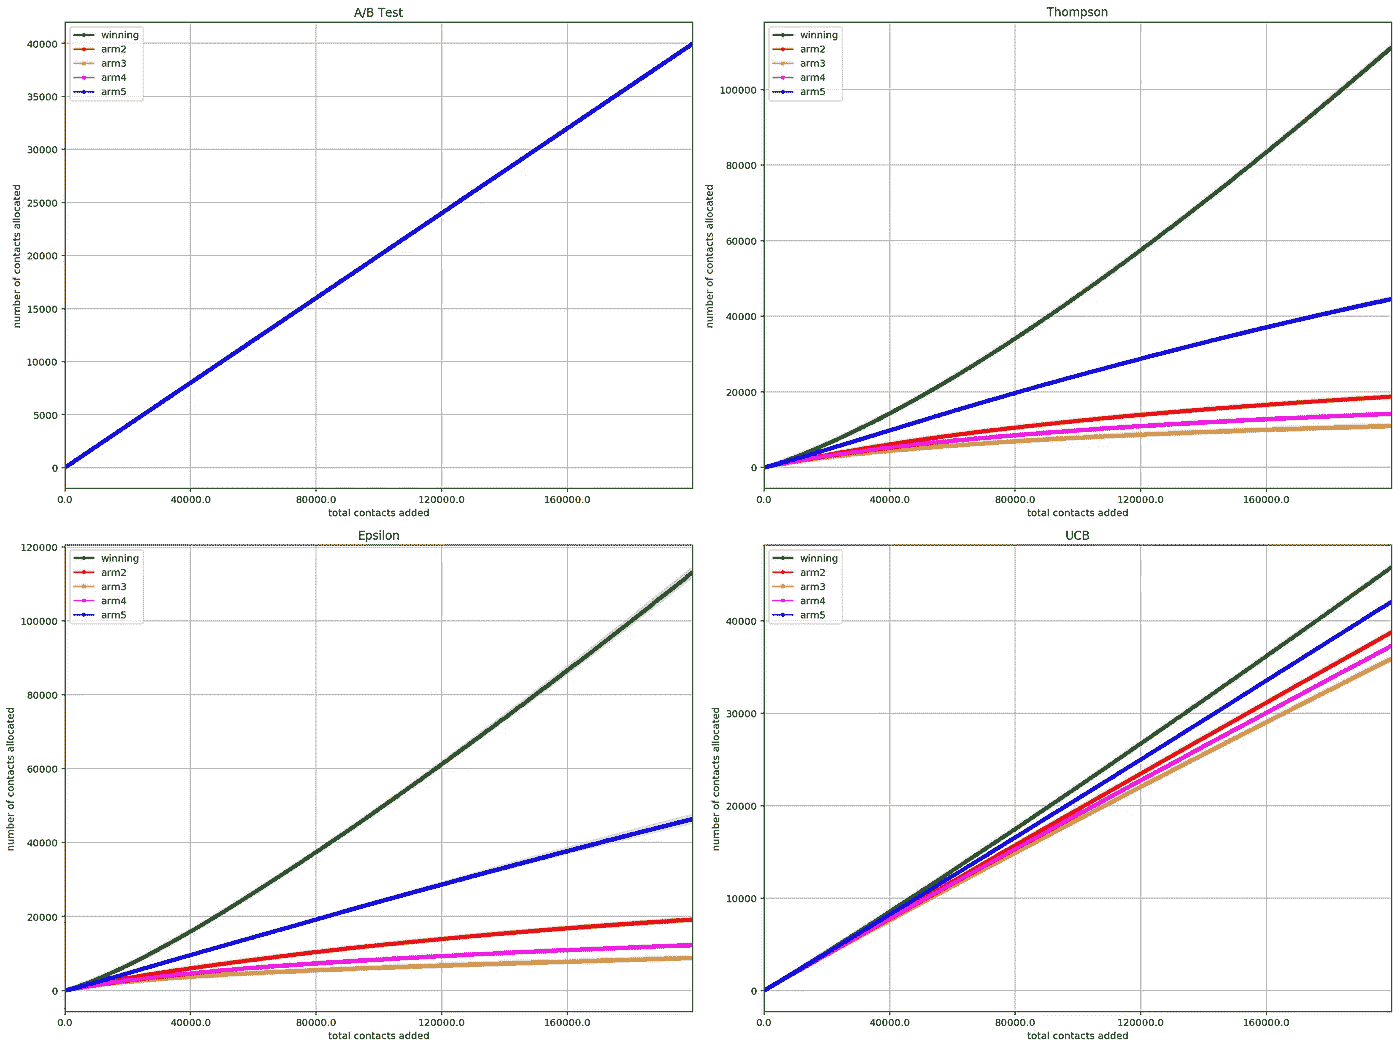 A/B Test
winning
arm2
arm3
arm4
arm5
40000
35000
30000
25000
20000
15000
10000
5000
0
number of contacts allocated
0.0 40000.0 80000.0 120000.0 160000.0
total contacts added
Thompson
winning
arm2
arm3
arm4
arm5
100000
80000
60000
40000
20000
0
number of contacts allocated
0.0 40000.0 80000.0 120000.0 160000.0
total contacts added
Epsilon
winning
arm2
arm3
arm4
arm5
120000
100000
80000
60000
40000
20000
0
number of contacts allocated
0.0 40000.0 80000.0 120000.0 160000.0
total contacts added
UCB
winning
arm2
arm3
arm4
arm5
40000
30000
20000
10000
0
number of contacts allocated
0.0 40000.0 80000.0 120000.0 160000.0
total contacts added